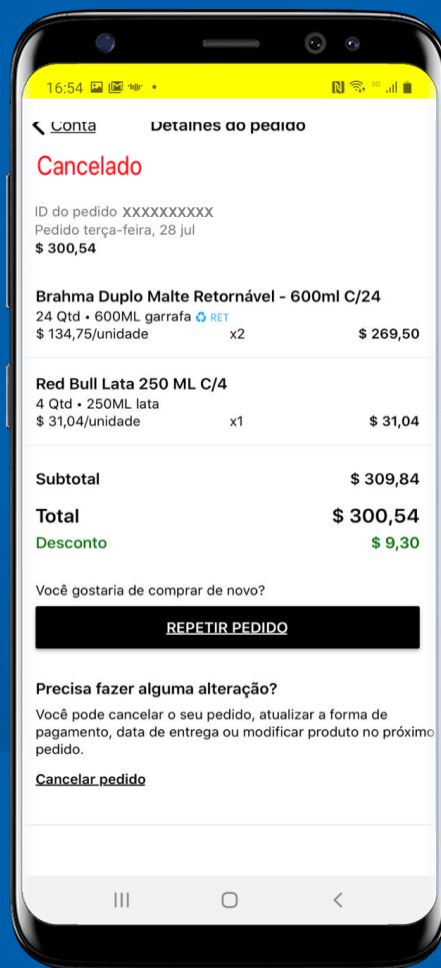 16:54
3G
Conta Detalhes do pedido
Cancelado
ID do pedido XXXXXXXXXX
Pedido terça-feira, 28 jul
$ 300,54
Brahma Duplo Malte Retornável - 600ml C/24
24 Qtd • 600ML garrafa RET
$ 134,75/unidade x2 $ 269,50
Red Bull Lata 250 ML C/4
4 Qtd • 250ML lata
$ 31,04/unidade x1 $ 31,04
Subtotal $ 309,84
Total $ 300,54
Desconto $ 9,30
Você gostaria de comprar de novo?
REPETIR PEDIDO
Precisa fazer alguma alteração?
Você pode cancelar o seu pedido, atualizar a forma de
pagamento, data de entrega ou modificar produto no próximo
pedido.
Cancelar pedido